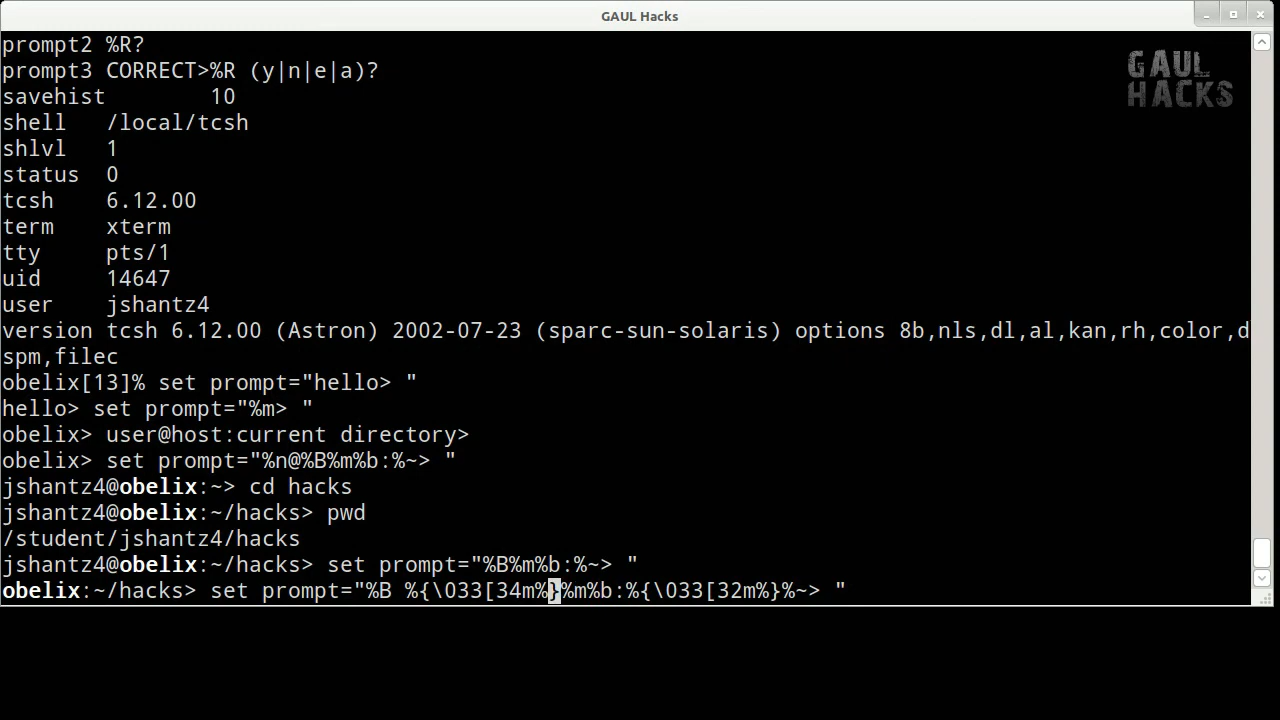 GAUL Hacks
GAUL
HACKS
prompt2 %R?
prompt3 CORRECT>%R (y|n|e|a)?
savehist        10
shell   /local/tcsh
shlvl   1
status  0
tcsh    6.12.00
term    xterm
tty     pts/1
uid     14647
user    jshantz4
version tcsh 6.12.00 (Astron) 2002-07-23 (sparc-sun-solaris) options 8b,nls,dl,al,kan,rh,color,d
spm,filec
obelix[13]% set prompt="hello> "
hello> set prompt="%m> "
obelix> user@host:current directory>
obelix> set prompt="%n@%B%m%b:%~> "
jshantz4@obelix:~> cd hacks
jshantz4@obelix:~/hacks> pwd
/student/jshantz4/hacks
jshantz4@obelix:~/hacks> set prompt="%B%m%b:%~> "
obelix:~/hacks> set prompt="%B %{\033[34m%}%m%b:%{\033[32m%}%~> "